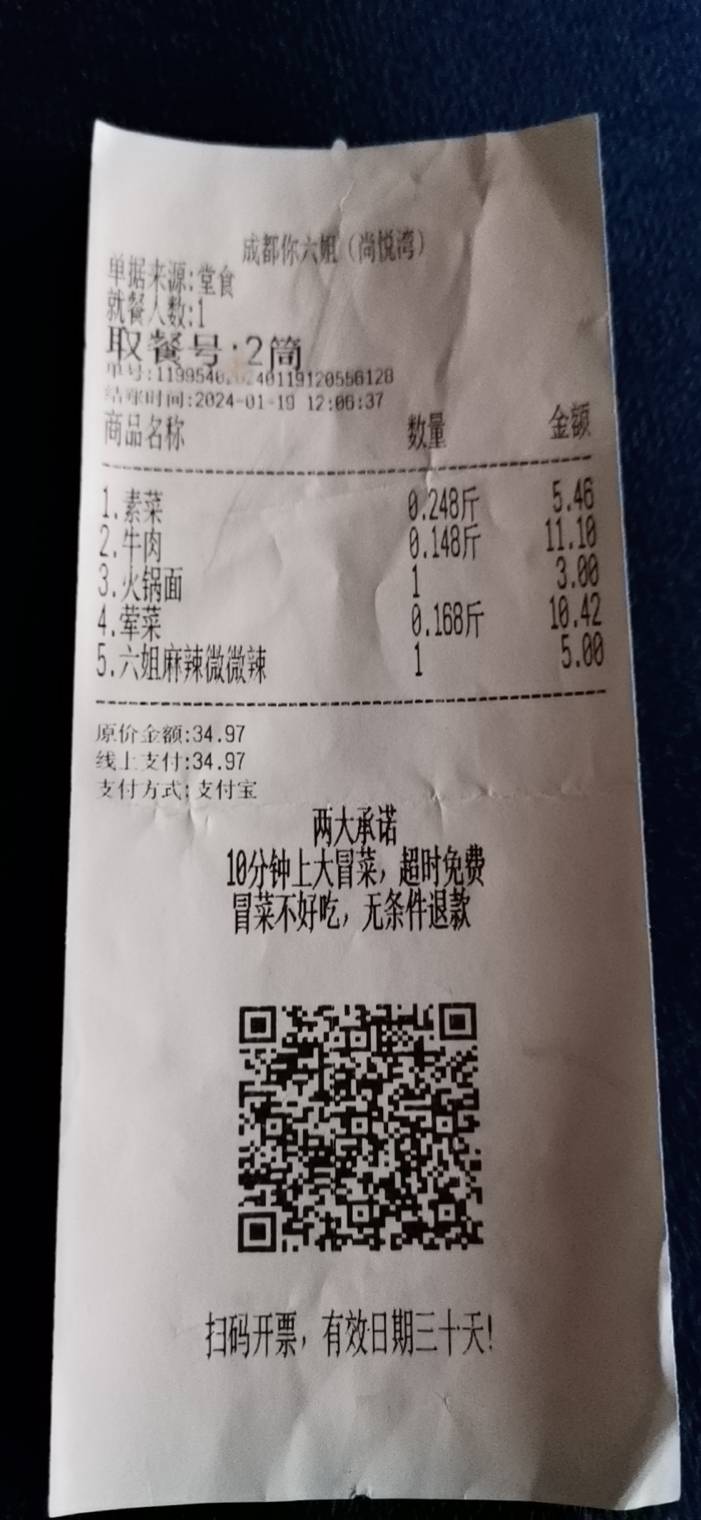 成都你六姐（尚悦湾）
单据来源:堂食
就餐人数:1
取餐号:2筒
结账时间:2024-01-19 12:06:37
商品名称 数量 金额
1.素菜 0.248斤 5.46
2.牛肉 0.148斤 11.10
3.火锅面 1 3.00
4.荤菜 0.168斤 10.42
5.六姐麻辣微微辣 1 5.00
原价金额:34.97
线上支付:34.97
支付方式:支付宝
两大承诺
10分钟上大冒菜，超时免费
冒菜不好吃，无条件退款
扫码开票，有效日期三十天!